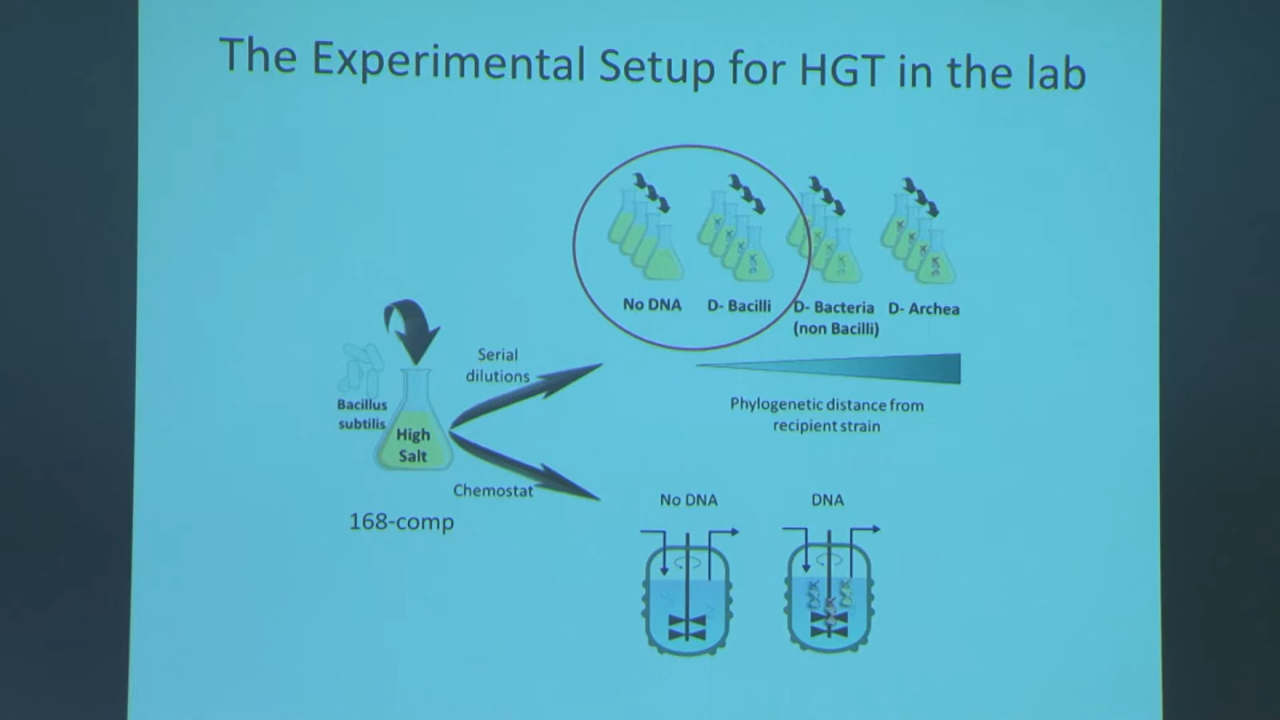 The Experimental Setup for HGT in the lab
No DNA
D- Bacilli
D- Bacteria
(non Bacilli)
D- Archea
Serial
dilutions
Phylogenetic distance from
recipient strain
Bacillus
subtilis
High
Salt
Chemostat
168-comp
No DNA
DNA